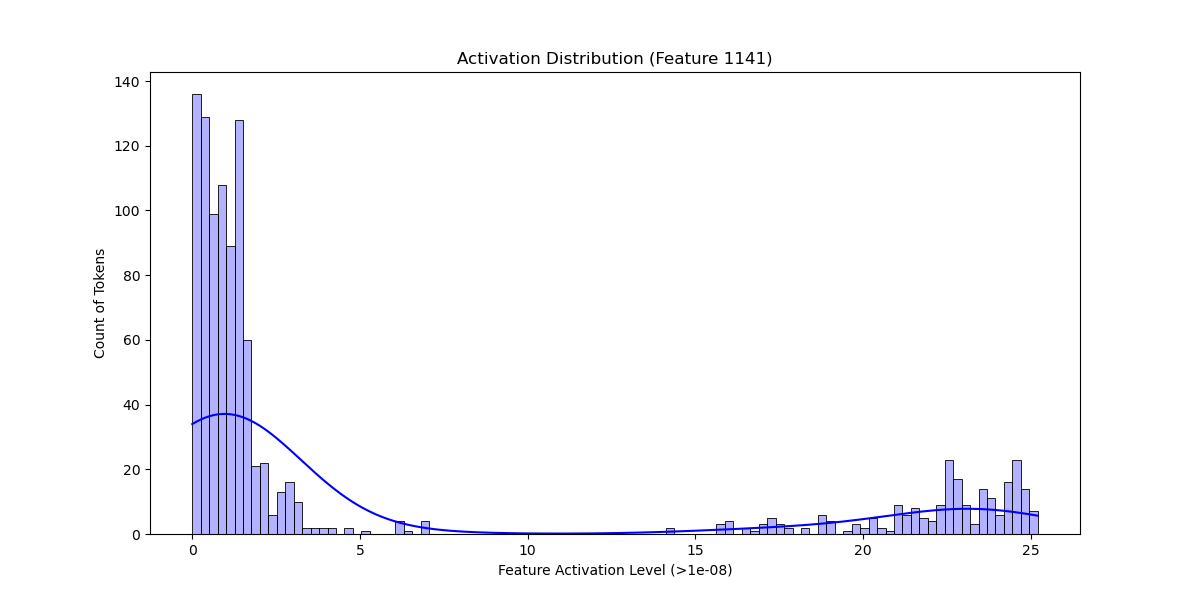 Activation Distribution (Feature 1141)
140
120
100
80
60
40
20
0
Count of Tokens
0 5 10 15 20 25
Feature Activation Level (>1e-08)